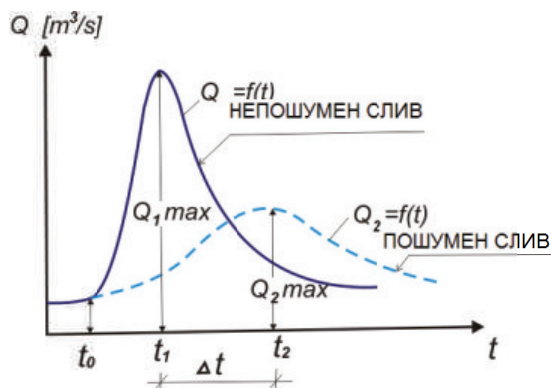 Q [m³/s]
Q =f(t)
НЕПОШУМЕН СЛИВ
Q₁max
Q₂=f(t)
ПОШУМЕН СЛИВ
Q₂max
t₀ t₁ t₂ t
Δt